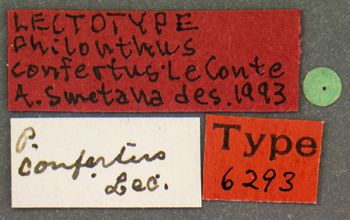 LECTOTYPE
Philonthus
confertus LeConte
A. Smetana des. 1993
P.
confertus
Lec.
Type
6293